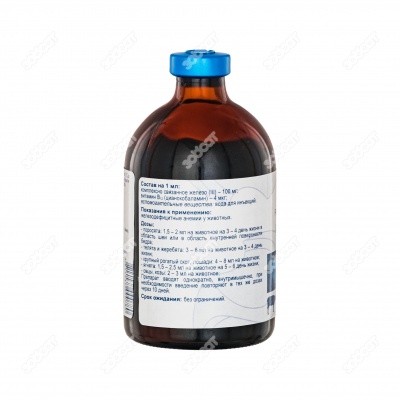 Состав на 1 мл:
комплексно связанное железо (III) – 100 мг;
витамин B₁₂ (цианокобаламин) – 4 мкг;
вспомогательные вещества: вода для инъекций.
Показания к применению:
железодефицитные анемии у животных.
Дозы:
- поросята: 1,5 – 2 мл на животное на 3 – 4 день жизни в
область шеи или в область внутренней поверхности
бедра;
- телята и жеребята: 3 – 6 мл на животное на 3 – 4 день
жизни;
- крупный рогатый скот, лошади: 4 – 8 мл на животное;
- ягнята: 1,5 – 2,5 мл на животное на 5 – 6 день жизни;
- овцы, козы: 2 – 3 мл на животное;
Препарат вводят однократно, внутримышечно, при
необходимости введение повторяют в тех же дозах
через 10 дней.
Срок ожидания: без ограничений